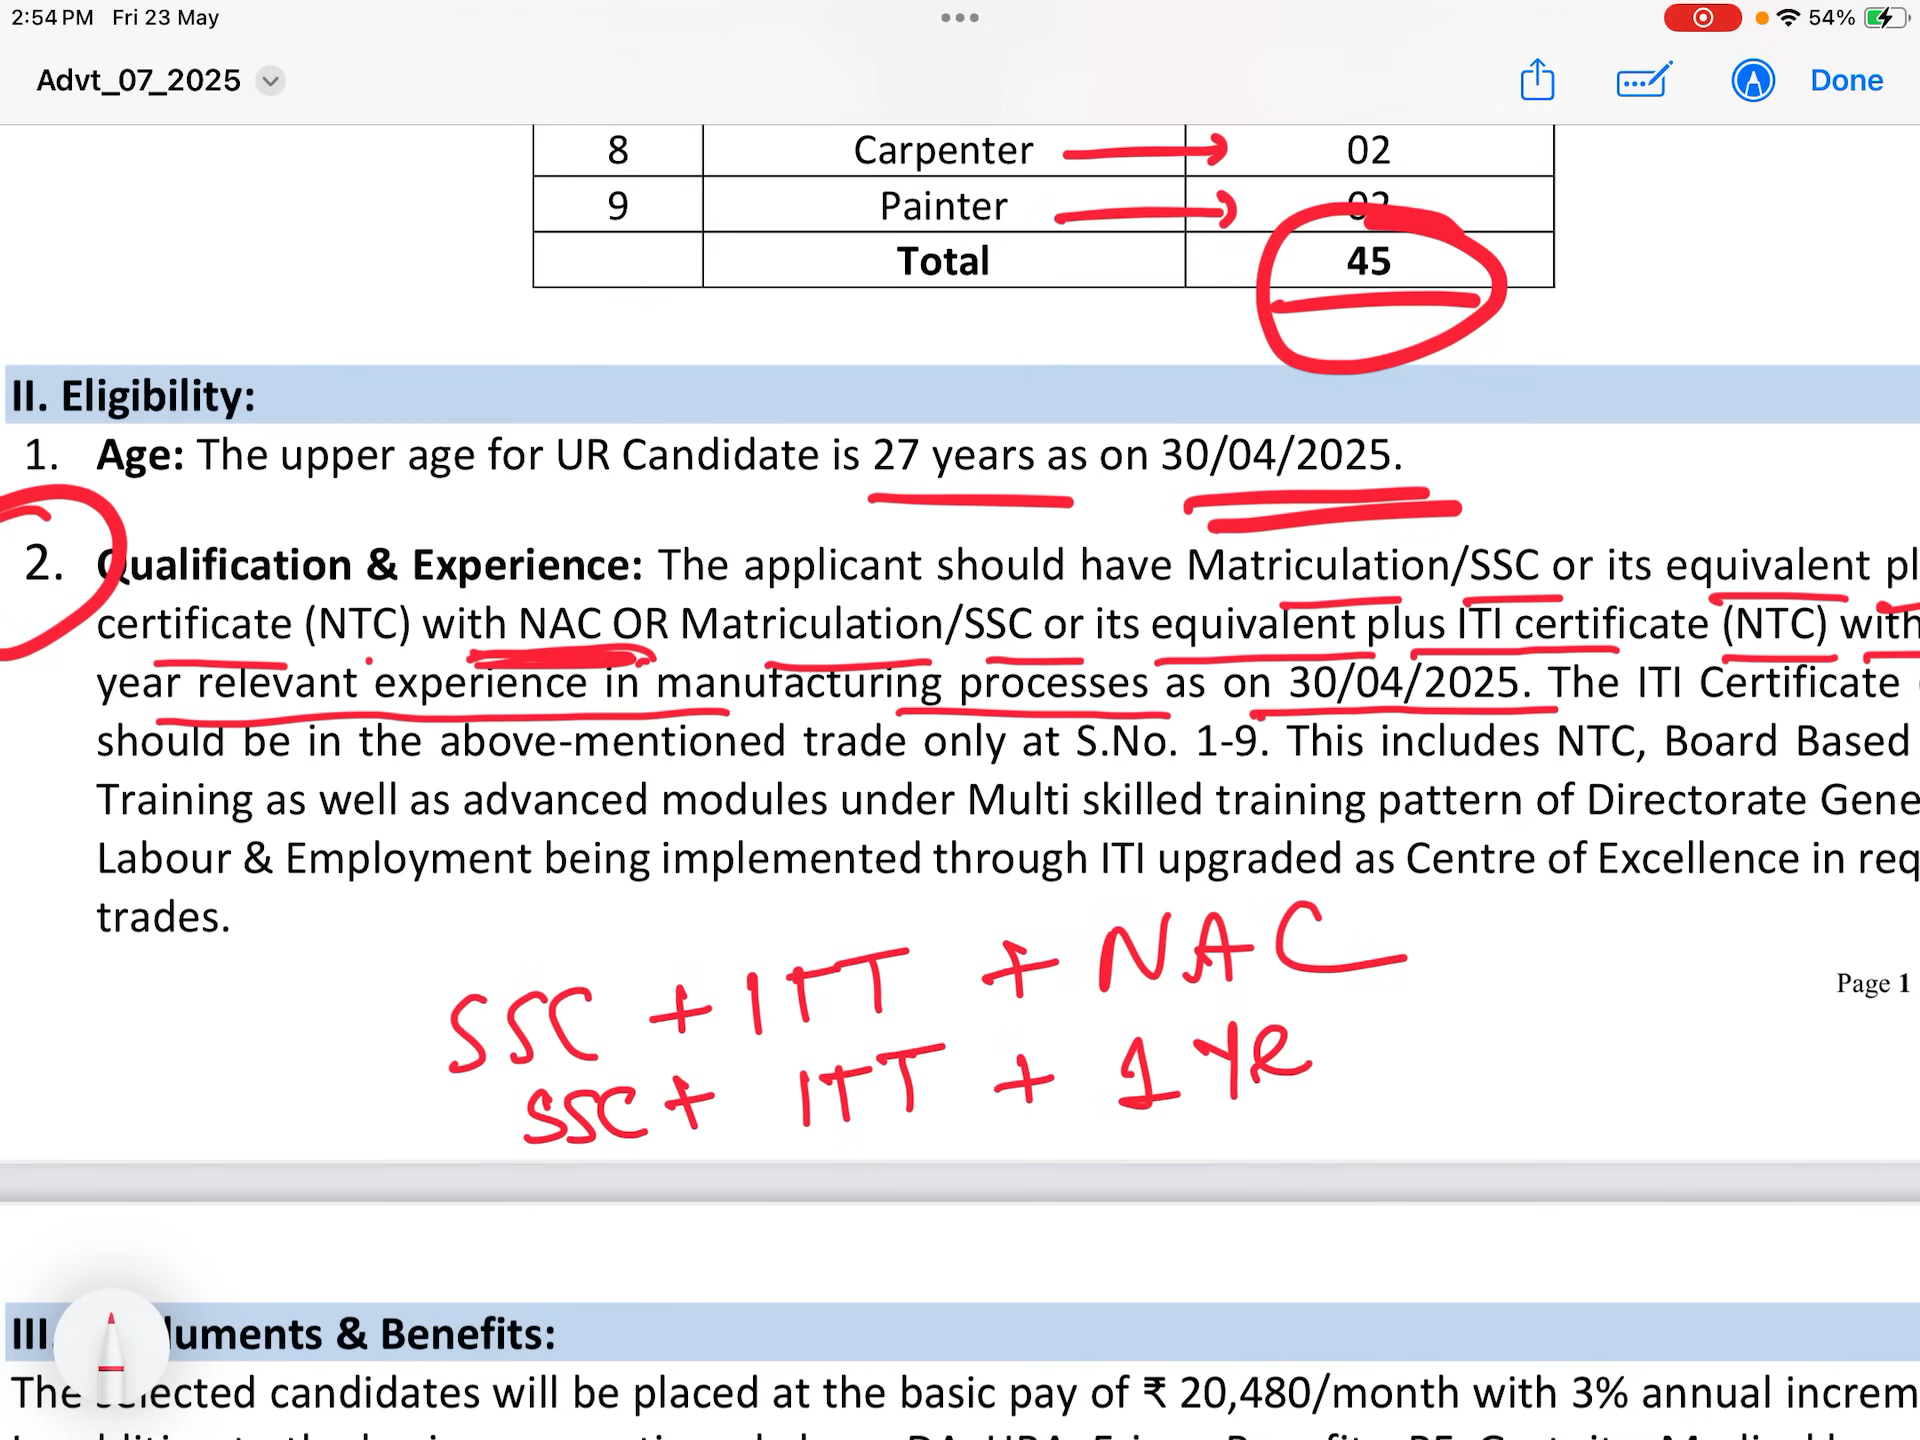 2:54 PM Fri 23 May
54%
Advt_07_2025
Done
8 Carpenter 02
9 Painter 02
Total 45
II. Eligibility:
1. Age: The upper age for UR Candidate is 27 years as on 30/04/2025.
2. Qualification & Experience: The applicant should have Matriculation/SSC or its equivalent pl
certificate (NTC) with NAC OR Matriculation/SSC or its equivalent plus ITI certificate (NTC) with
year relevant experience in manufacturing processes as on 30/04/2025. The ITI Certificate
should be in the above-mentioned trade only at S.No. 1-9. This includes NTC, Board Based
Training as well as advanced modules under Multi skilled training pattern of Directorate Gene
Labour & Employment being implemented through ITI upgraded as Centre of Excellence in req
trades.
SSC + ITI + NAC
Page 1
SSC + ITI + 1 Ye
III. luments & Benefits:
The selected candidates will be placed at the basic pay of ₹ 20,480/month with 3% annual increm